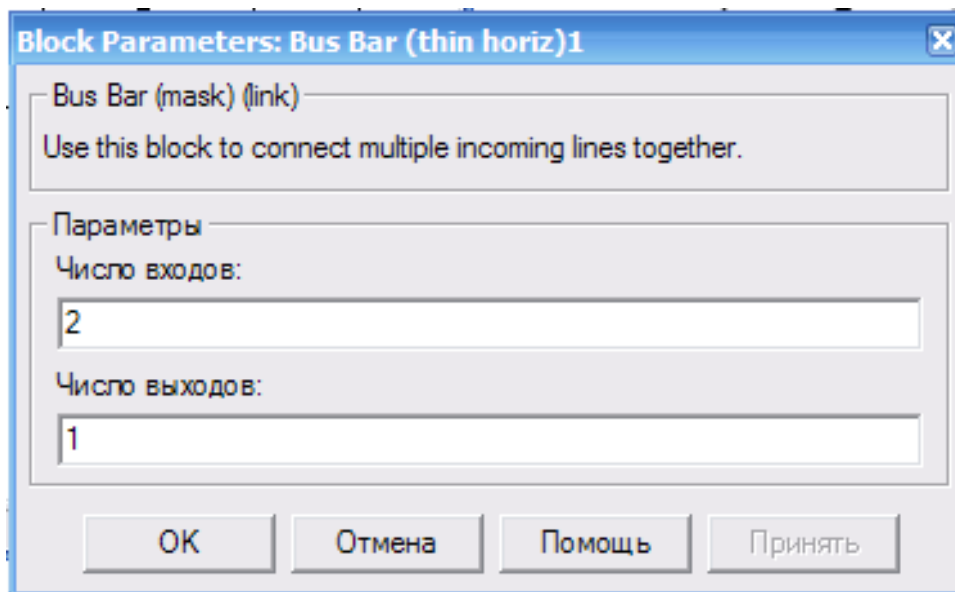 Block Parameters: Bus Bar (thin horiz)1
Bus Bar (mask) (link)
Use this block to connect multiple incoming lines together.
Параметры
Число входов:
2
Число выходов:
1
OK
Отмена
Помощь
Принять